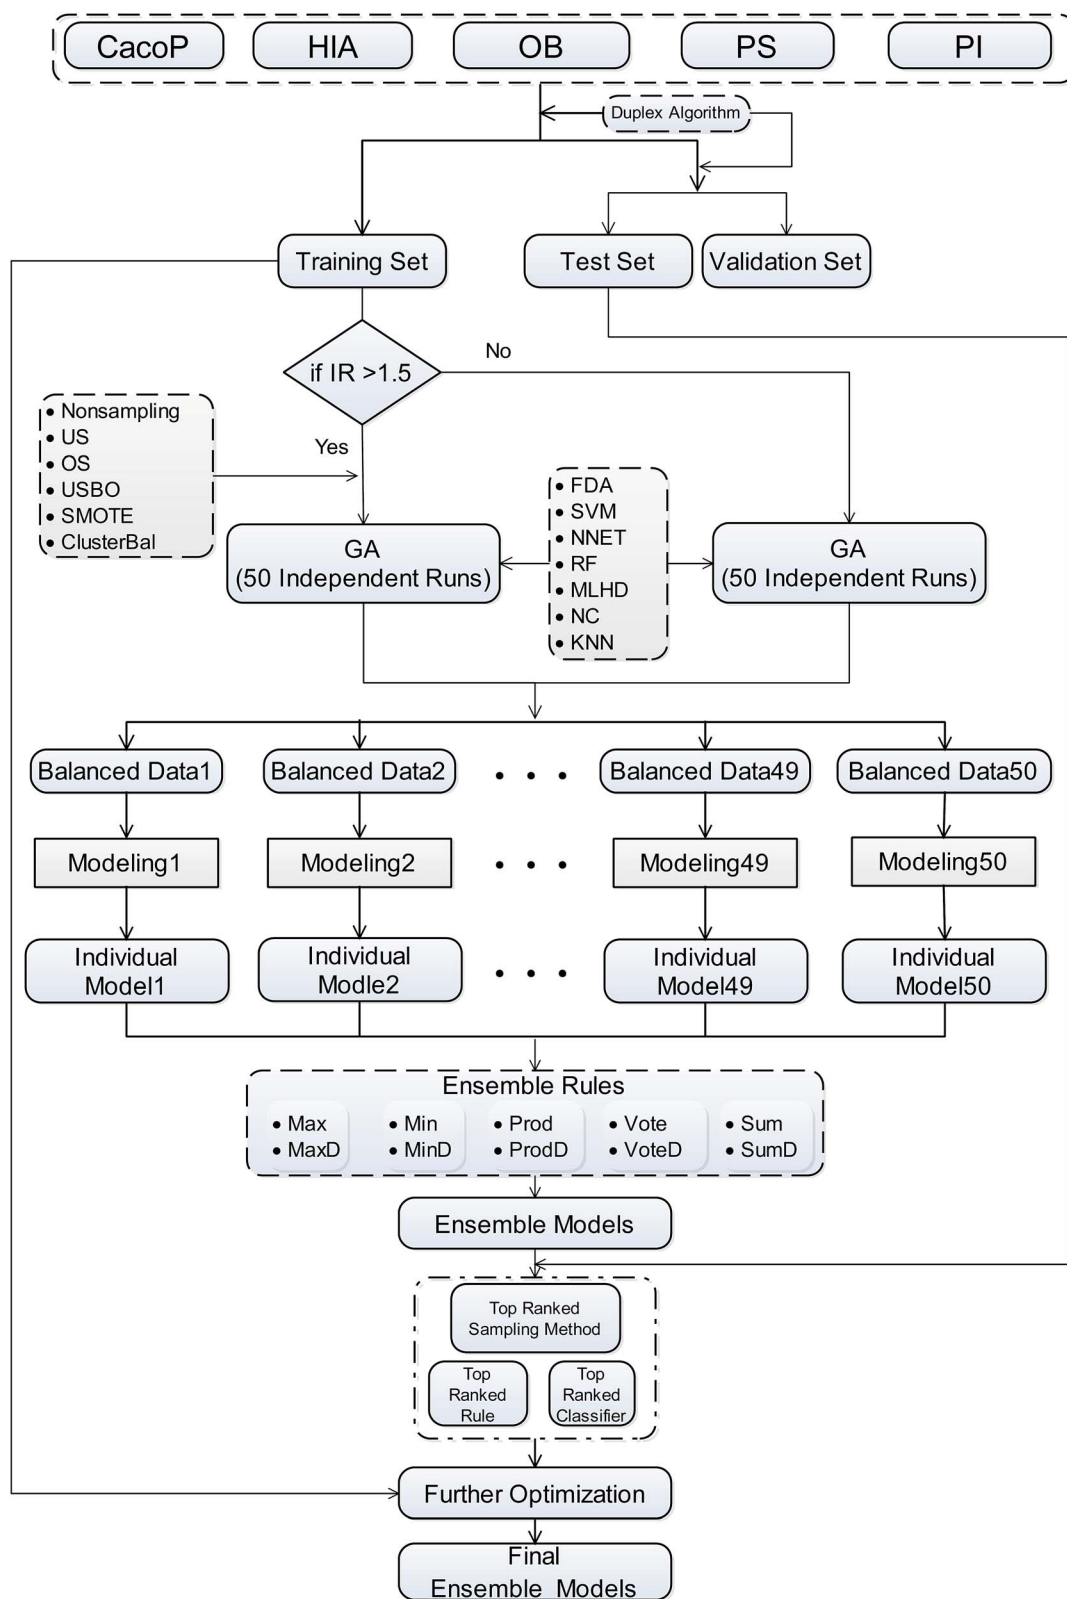 CacoP
HIA
OB
PS
PI
Duplex Algorithm
Training Set
Test Set
Validation Set
if IR >1.5
No
Yes
• Nonsampling
• US
• OS
• USBO
• SMOTE
• ClusterBal
• FDA
• SVM
• NNET
• RF
• MLHD
• NC
• KNN
GA
(50 Independent Runs)
GA
(50 Independent Runs)
Balanced Data1
Balanced Data2
• • •
Balanced Data49
Balanced Data50
Modeling1
Modeling2
• • •
Modeling49
Modeling50
Individual
Model1
Individual
Modle2
• • •
Individual
Model49
Individual
Model50
Ensemble Rules
• Max
• MaxD
• Min
• MinD
• Prod
• ProdD
• Vote
• VoteD
• Sum
• SumD
Ensemble Models
Top Ranked
Sampling Method
Top
Ranked
Rule
Top
Ranked
Classifier
Further Optimization
Final
Ensemble Models